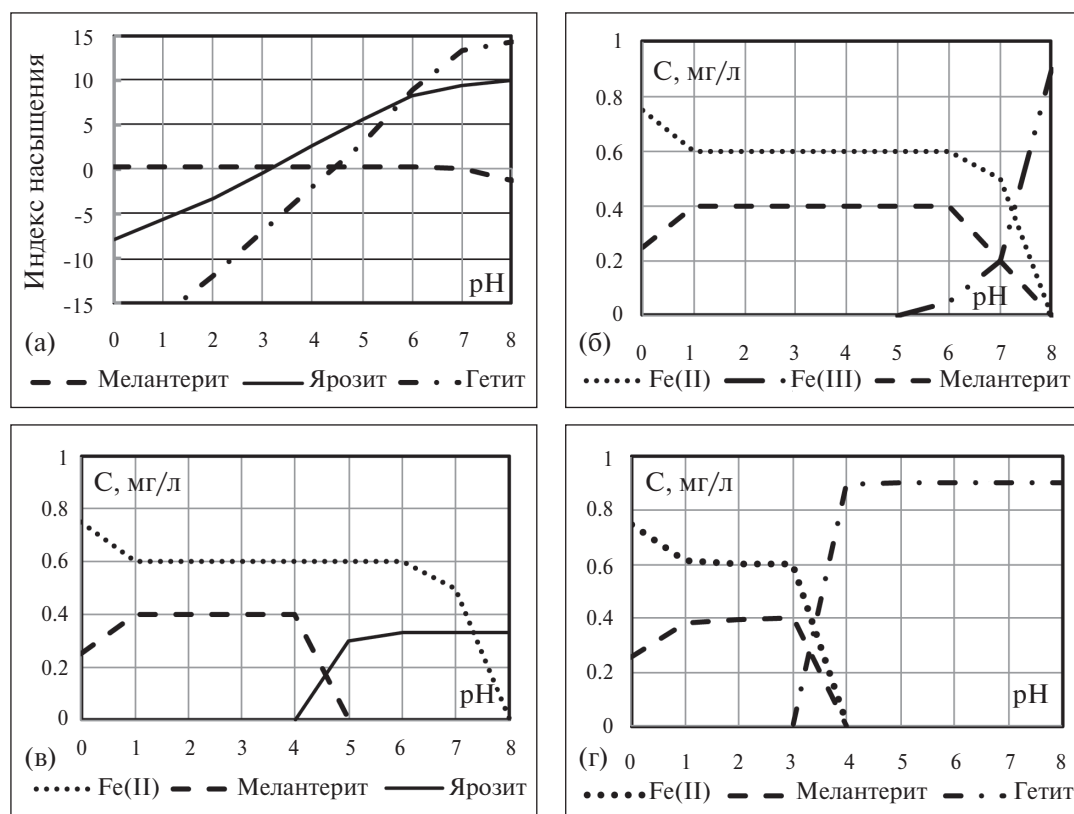 Индекс насыщения
15
10
5
0
-5
-10
-15
pH
0 1 2 3 4 5 6 7 8
(а)
Мелантерит Ярозит Гетит
1
0.8
0.6
0.4
0.2
0
С, мг/л
pH
0 1 2 3 4 5 6 7 8
(б)
Fe(II) Fe(III) Мелантерит
1
0.8
0.6
0.4
0.2
0
С, мг/л
pH
0 1 2 3 4 5 6 7 8
(в)
Fe(II) Мелантерит Ярозит
1
0.8
0.6
0.4
0.2
0
С, мг/л
pH
0 1 2 3 4 5 6 7 8
(г)
Fe(II) Мелантерит Гетит